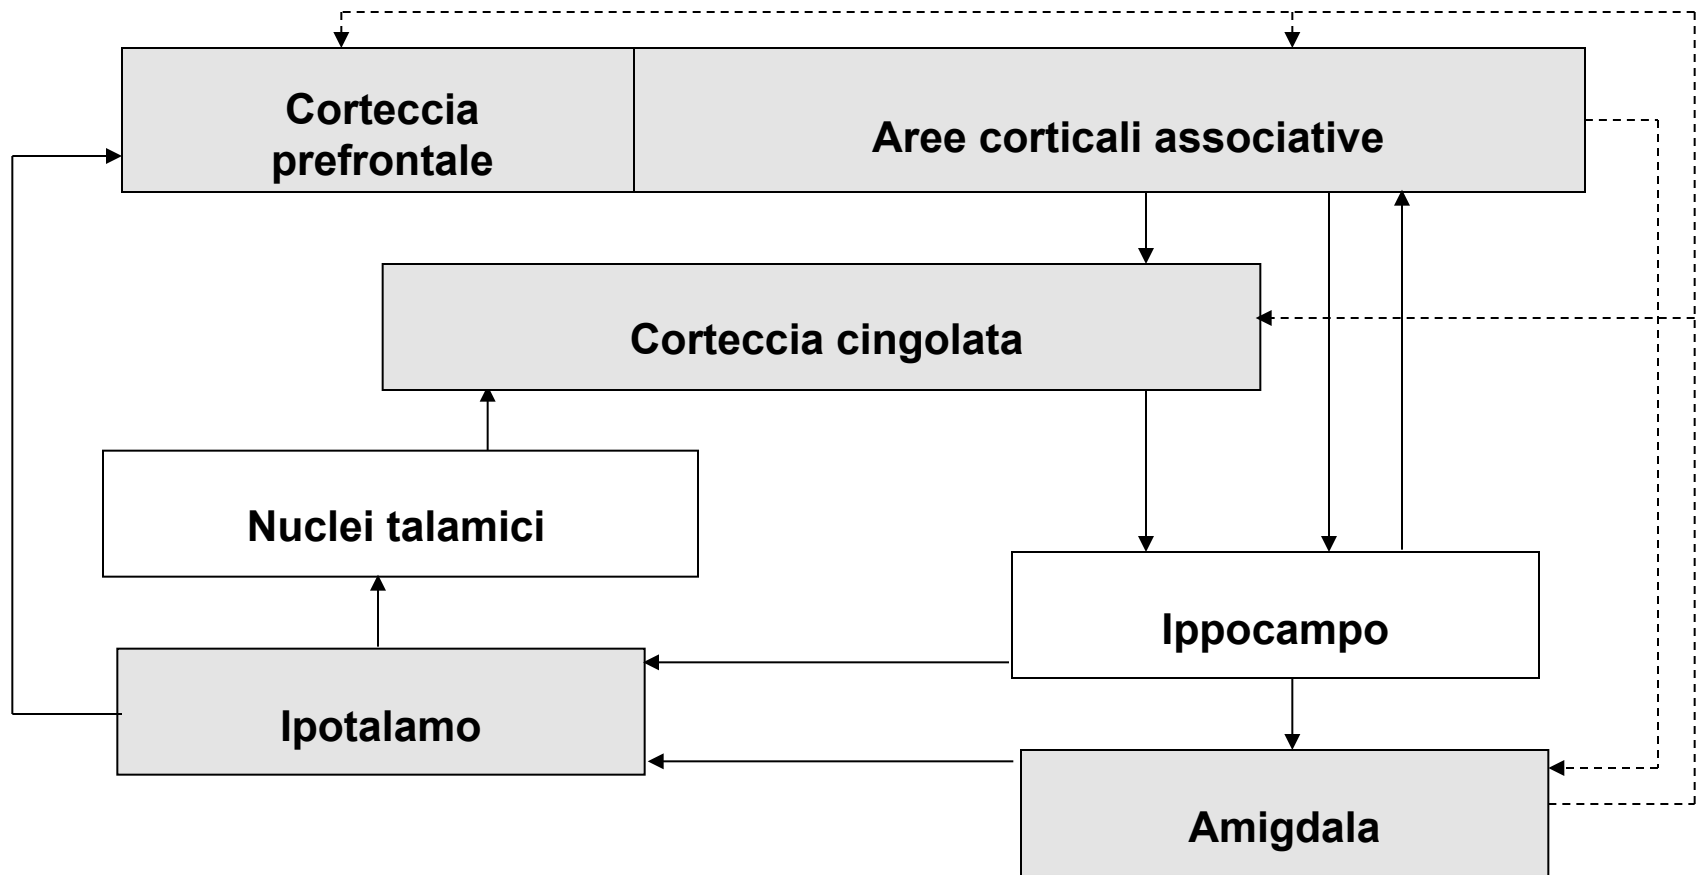 Corteccia
prefrontale
Aree corticali associative
Corteccia cingolata
Nuclei talamici
Ippocampo
Ipotalamo
Amigdala